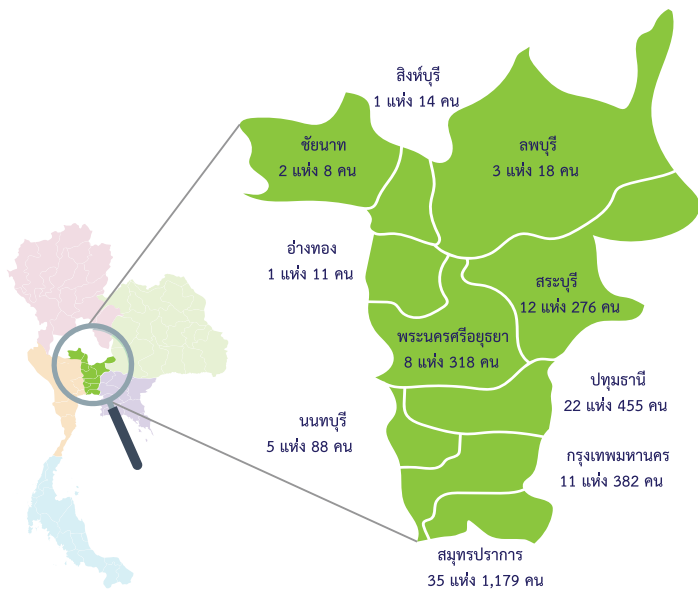 สิงห์บุรี
1 แห่ง 14 คน
ชัยนาท
2 แห่ง 8 คน
ลพบุรี
3 แห่ง 18 คน
อ่างทอง
1 แห่ง 11 คน
สระบุรี
12 แห่ง 276 คน
พระนครศรีอยุธยา
8 แห่ง 318 คน
ปทุมธานี
22 แห่ง 455 คน
นนทบุรี
5 แห่ง 88 คน
กรุงเทพมหานคร
11 แห่ง 382 คน
สมุทรปราการ
35 แห่ง 1,179 คน